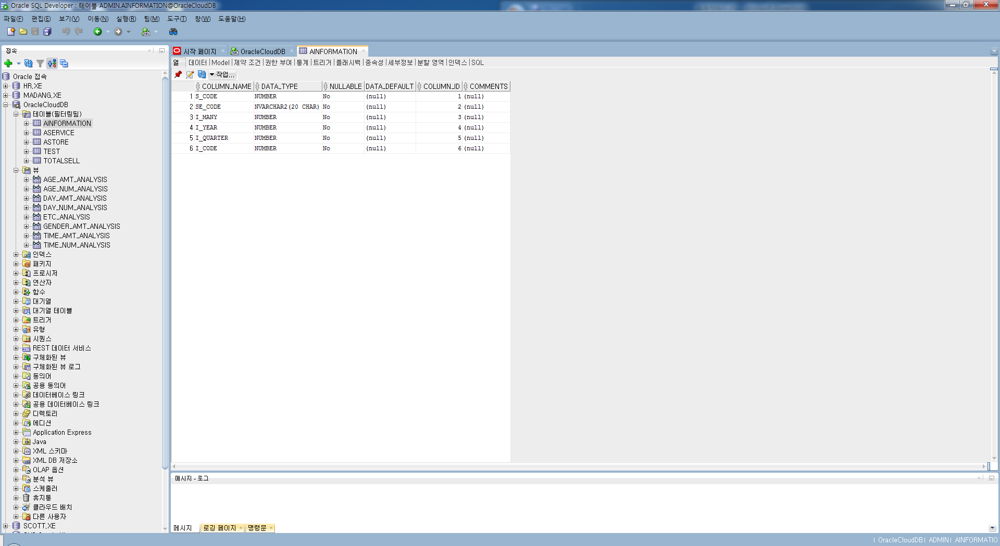 Oracle SQL Developer : 테이블 ADMIN.AINFORMATION@OracleCloudDB
파일(F) 편집(E) 보기(V) 이동(N) 실행(R) 팀(M) 도구(T) 창(W) 도움말(H)
접속
Oracle 접속
HR.XE
MADANG.XE
OracleCloudDB
테이블(필터링됨)
AINFORMATION
ASERVICE
ASTORE
TEST
TOTALSELL
뷰
AGE_AMT_ANALYSIS
AGE_NUM_ANALYSIS
DAY_AMT_ANALYSIS
DAY_NUM_ANALYSIS
ETC_ANALYSIS
GENDER_AMT_ANALYSIS
TIME_AMT_ANALYSIS
TIME_NUM_ANALYSIS
인덱스
패키지
프로시저
연산자
함수
대기열
대기열 테이블
트리거
유형
시퀀스
REST 데이터 서비스
구체화된 뷰
구체화된 뷰 로그
동의어
공용 동의어
데이터베이스 링크
공용 데이터베이스 링크
디렉토리
에디션
Application Express
Java
XML 스키마
XML DB 저장소
OLAP 옵션
분석 뷰
스케줄러
휴지통
클라우드 배치
다른 사용자
SCOTT.XE
시작 페이지 OracleCloudDB AINFORMATION
열 데이터 Model 제약 조건 권한 부여 통계 트리거 플래시백 종속성 세부정보 분할 영역 인덱스 SQL
작업...
COLUMN_NAME DATA_TYPE NULLABLE DATA_DEFAULT COLUMN_ID COMMENTS
1 S_CODE NUMBER No (null) 1 (null)
2 SE_CODE NVARCHAR2(20 CHAR) No (null) 2 (null)
3 I_MANY NUMBER No (null) 3 (null)
4 I_YEAR NUMBER No (null) 4 (null)
5 I_QUARTER NUMBER No (null) 5 (null)
6 I_CODE NUMBER No (null) 6 (null)
메시지 - 로그
메시지 로깅 페이지 명령문
| OracleCloudDB | ADMIN | AINFORMATIO